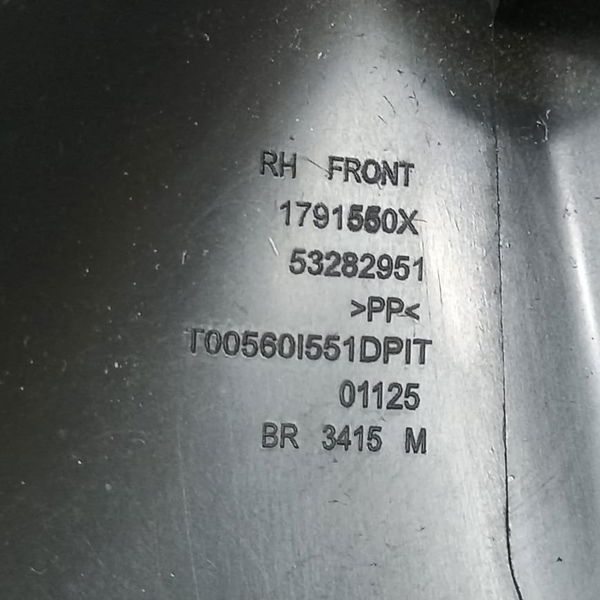 RH FRONT
1791550X
53282951
>PP<
T00560I551DPIT
01125
BR 3415 M